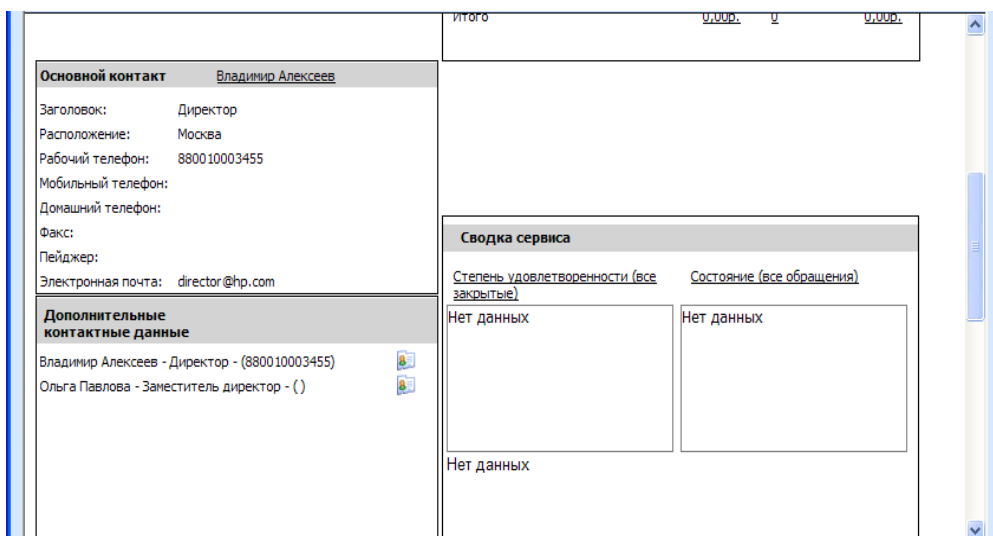 Итого 0,00р. 0 0,00р.
Основной контакт Владимир Алексеев
Заголовок: Директор
Расположение: Москва
Рабочий телефон: 880010003455
Мобильный телефон:
Домашний телефон:
Факс:
Пейджер:
Электронная почта: director@hp.com
Дополнительные
контактные данные
Владимир Алексеев - Директор - (880010003455)
Ольга Павлова - Заместитель директор - ( )
Сводка сервиса
Степень удовлетворенности (все
закрытые)
Состояние (все обращения)
Нет данных
Нет данных
Нет данных